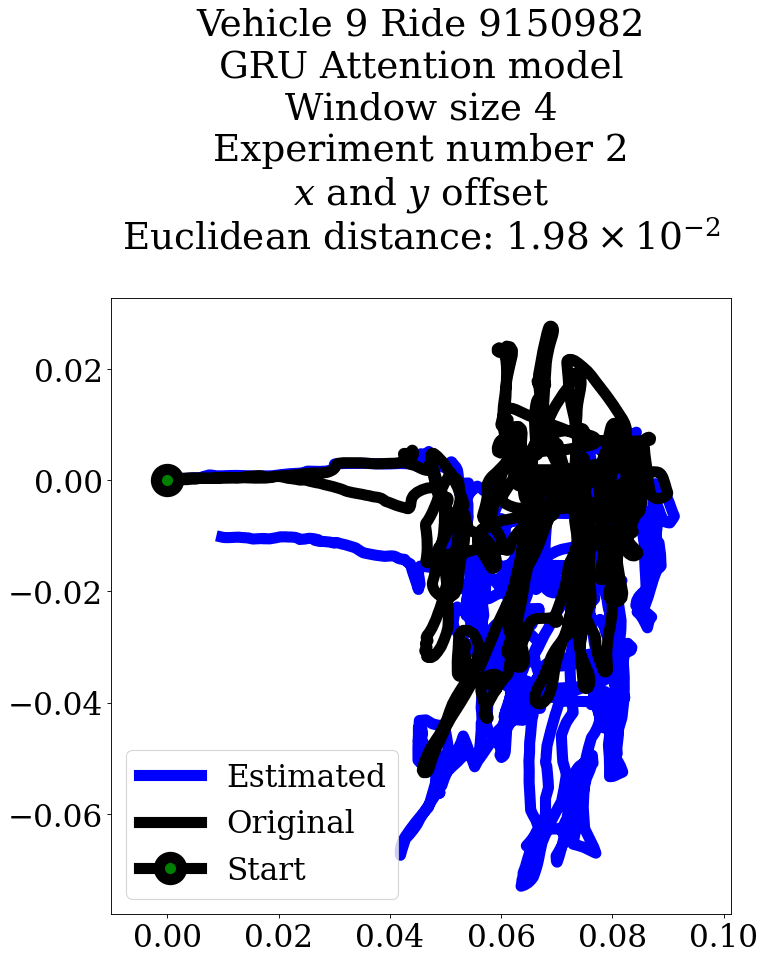 Vehicle 9 Ride 9150982
GRU Attention model
Window size 4
Experiment number 2
x and y offset
Euclidean distance: 1.98 × 10⁻²
0.02
0.00
−0.02
−0.04
−0.06
Estimated
Original
Start
0.00 0.02 0.04 0.06 0.08 0.10